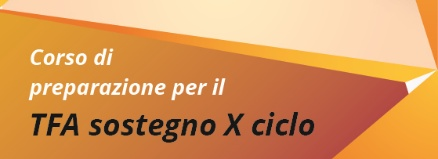 Corso di
preparazione per il
TFA sostegno X ciclo